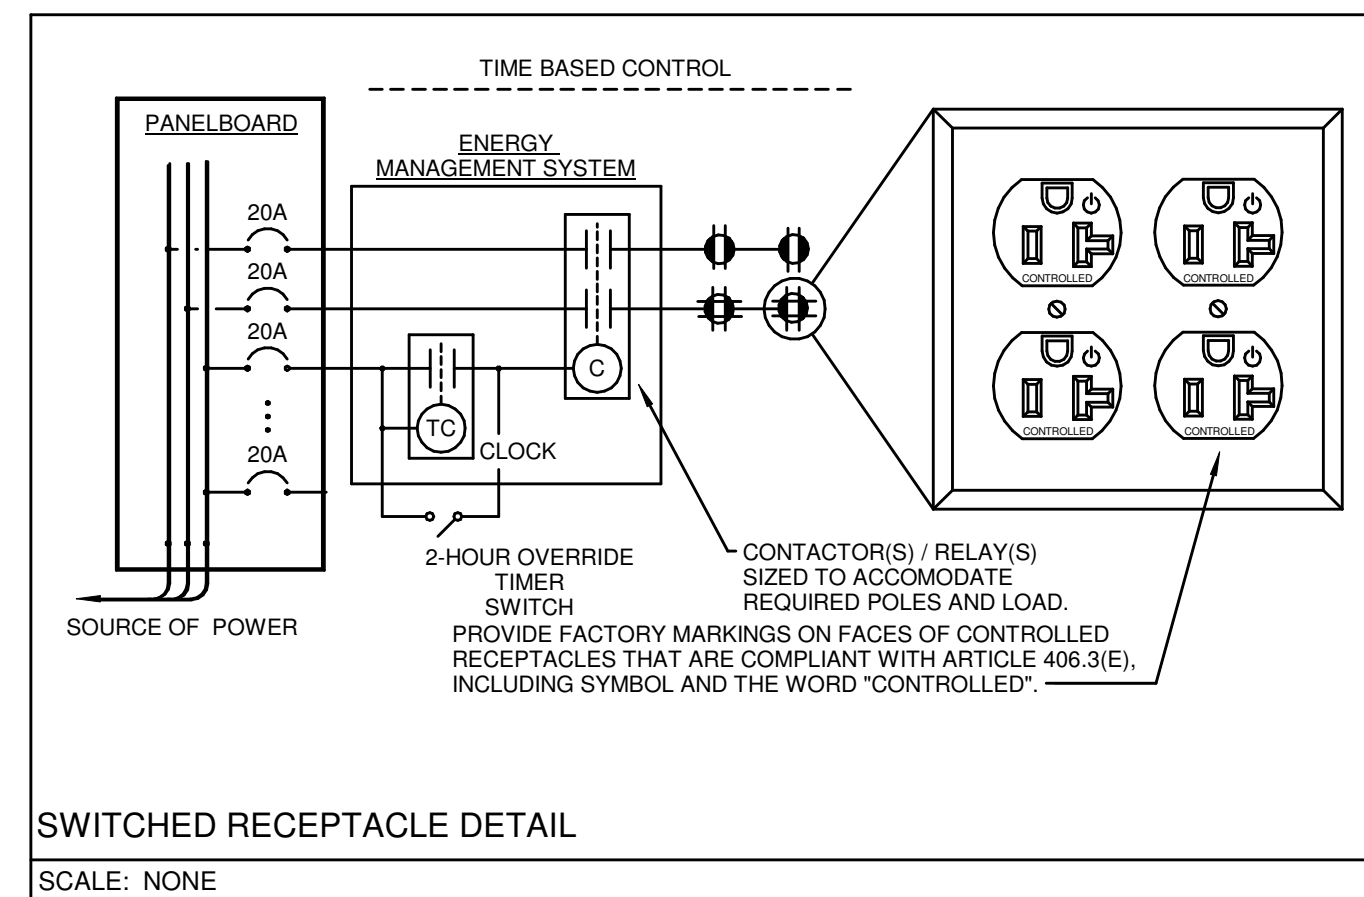 TIME BASED CONTROL
PANELBOARD
ENERGY
MANAGEMENT SYSTEM
20A
20A
20A
20A
C
TC
CLOCK
CONTROLLED
CONTROLLED
CONTROLLED
CONTROLLED
2-HOUR OVERRIDE
TIMER
SWITCH
CONTACTOR(S) / RELAY(S)
SIZED TO ACCOMODATE
REQUIRED POLES AND LOAD.
SOURCE OF POWER
PROVIDE FACTORY MARKINGS ON FACES OF CONTROLLED
RECEPTACLES THAT ARE COMPLIANT WITH ARTICLE 406.3(E),
INCLUDING SYMBOL AND THE WORD "CONTROLLED".
SWITCHED RECEPTACLE DETAIL
SCALE: NONE